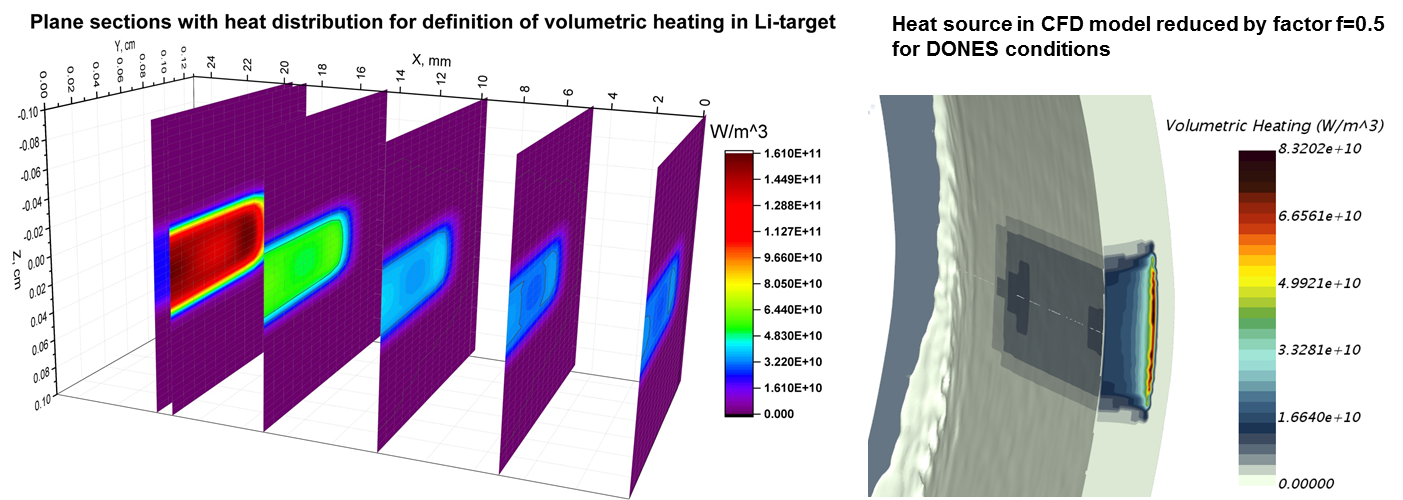 Plane sections with heat distribution for definition of volumetric heating in Li-target
Y, cm
0.00
0.02
0.04
0.06
0.08
0.10
0.12
24
22
20
18
16
14
12
10
8
6
4
2
0
X, mm
-0.10
-0.08
-0.06
-0.04
-0.02
0.00
0.02
0.04
0.06
0.08
0.10
Z, cm
W/m^3
1.610E+11
1.449E+11
1.288E+11
1.127E+11
9.660E+10
8.050E+10
6.440E+10
4.830E+10
3.220E+10
1.610E+10
0.000
Heat source in CFD model reduced by factor f=0.5
for DONES conditions
Volumetric Heating (W/m^3)
8.3202e+10
6.6561e+10
4.9921e+10
3.3281e+10
1.6640e+10
0.00000